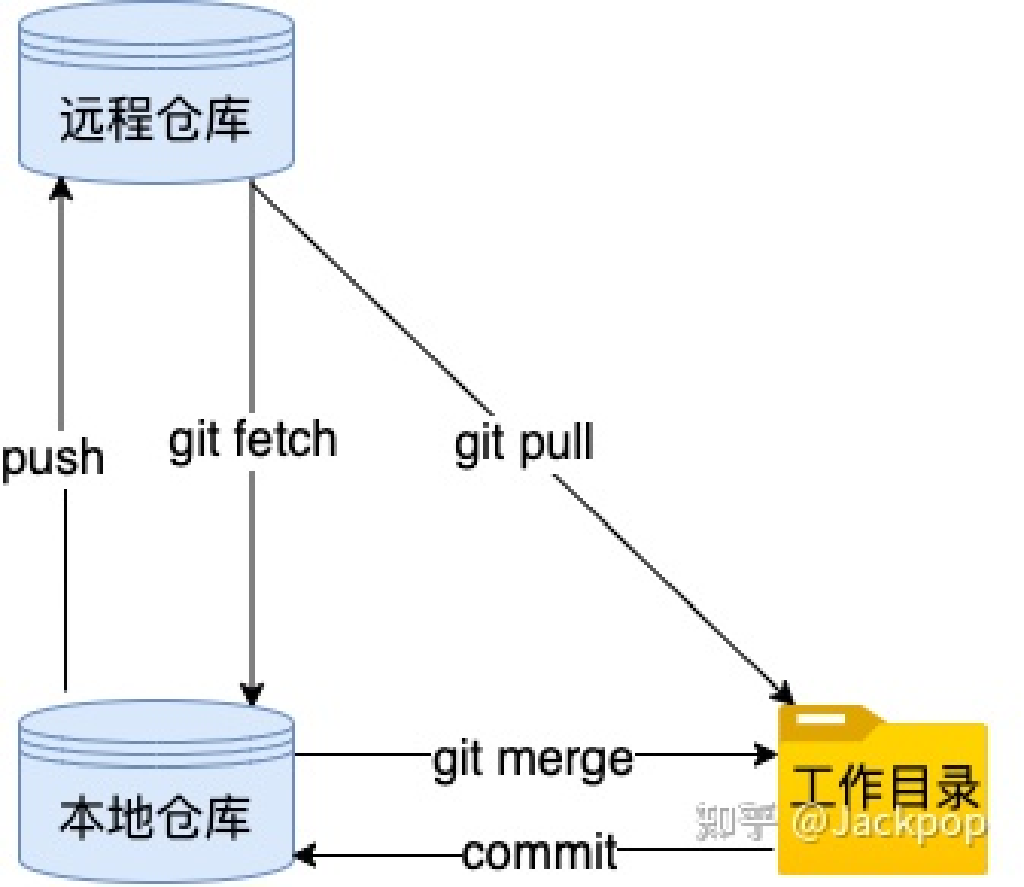 远程仓库
push
git fetch
git pull
git merge
本地仓库
工作目录
知乎 @Jackpop
commit